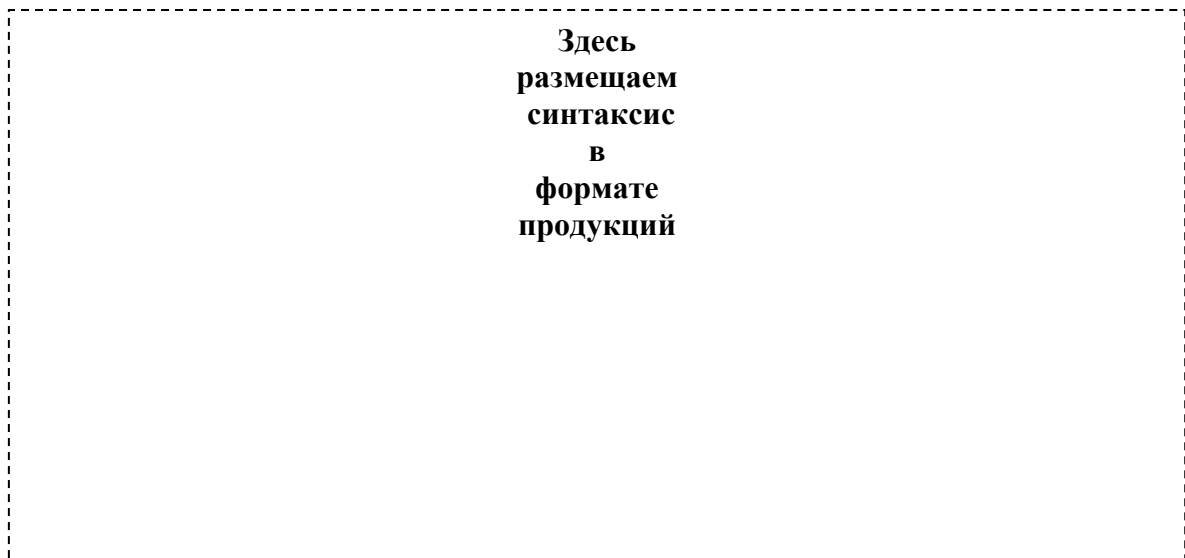 Здесь
размещаем
синтаксис
в
формате
продукций